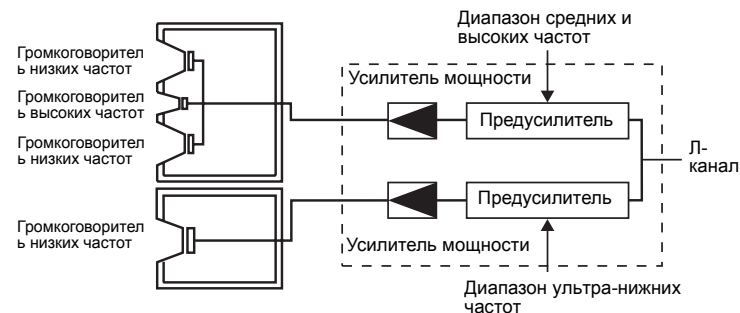 Диапазон средних и
высоких частот
Громкоговорител
ь низких частот
Усилитель мощности
Громкоговорител
ь высоких частот
Предусилитель
Громкоговорител
ь низких частот
Л-
канал
Предусилитель
Громкоговорител
ь низких частот
Усилитель мощности
Диапазон ультра-нижних
частот